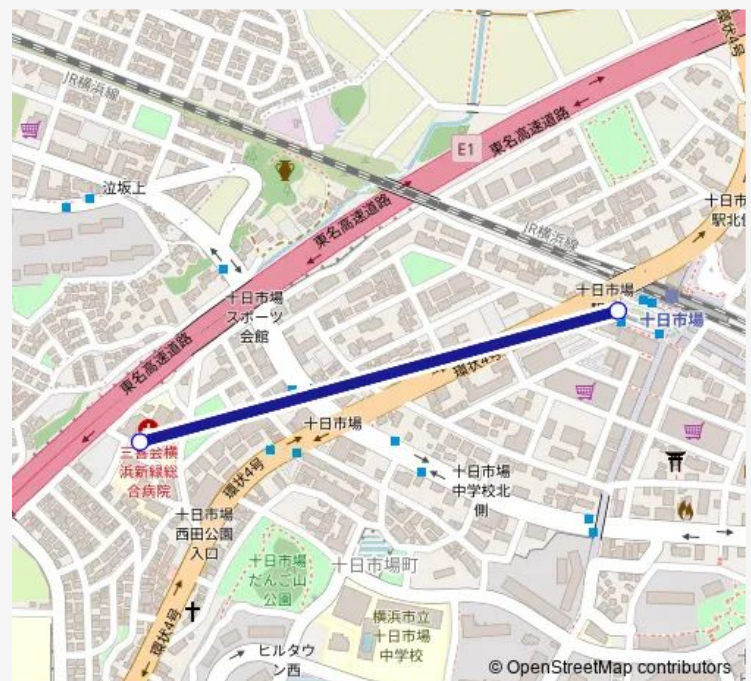 環状4号
JR横浜線
E1
東名高速道路
泣坂上
十日市
駅北
東名高速道路
JR横浜線
十日市場
スポーツ
会館
十日市場
十日市場
東名高速道路
環状4号
十日市場
三喜会横
浜新緑総
合病院
環状4号
十日市場
中学校北
側
十日市場
西田公園
入口
十日市場
だんご山
公園
十日市場町
横浜市立
十日市場
中学校
環状4号
ヒルタウ
ン西
© OpenStreetMap contributors